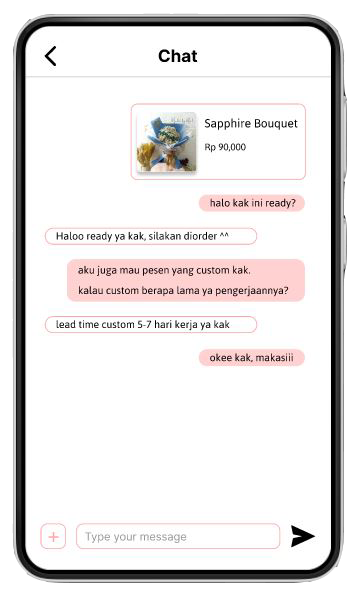 Chat
Sapphire Bouquet
Rp 90,000
halo kak ini ready?
Haloo ready ya kak, silakan diorder ^^
aku juga mau pesen yang custom kak.
kalau custom berapa lama ya pengerjaannya?
lead time custom 5-7 hari kerja ya kak
okee kak, makasiii
Type your message